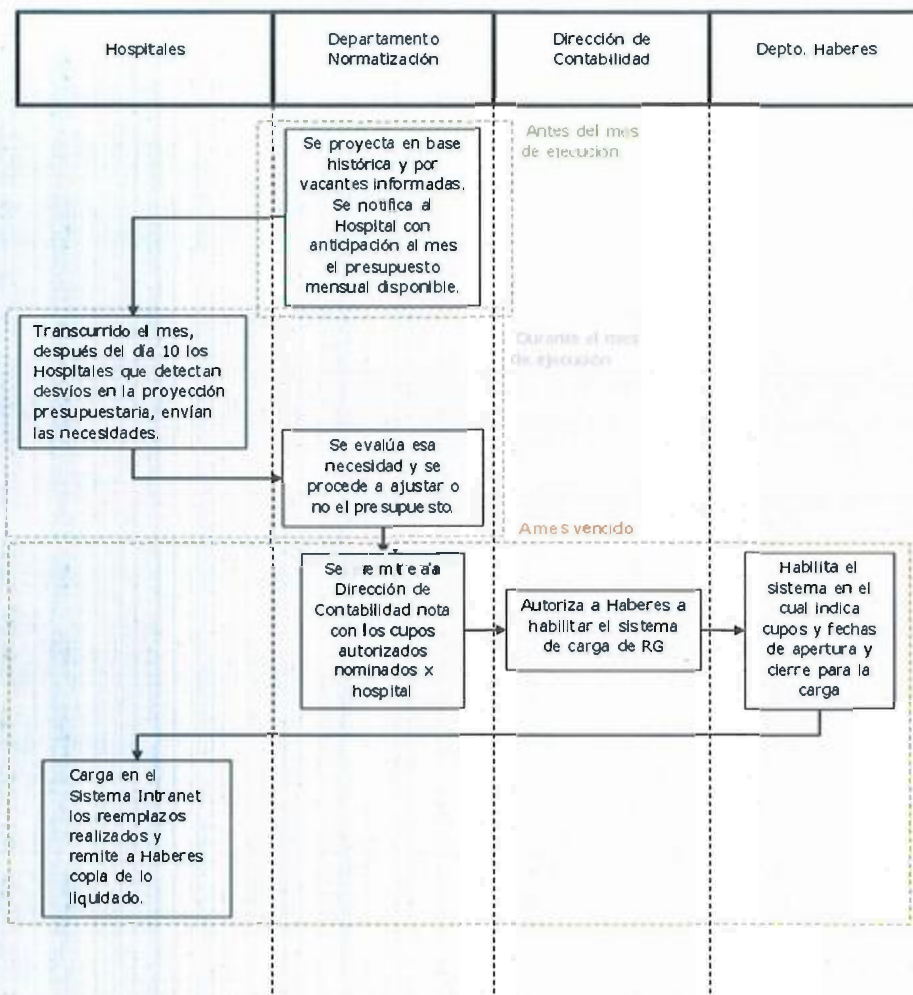 Hospitales
Departamento
Normatización
Dirección de
Contabilidad
Depto. Haberes
Antes del mes
de ejecución
Se proyecta en base
histórica y por
vacantes informadas.
Se notifica al
Hospital con
anticipación al mes
el presupuesto
mensual disponible.
Durante el mes
de ejecución
Transcurrido el mes,
después del día 10 los
Hospitales que detectan
desvíos en la proyección
presupuestaria, envían
las necesidades.
Se evalúa esa
necesidad y se
procede a ajustar o
no el presupuesto.
A mes vencido
Se remite a a
Dirección de
Contabilidad nota
con los cupos
autorizados
nominados x
hospital
Autoriza a Haberes a
habilitar el sistema
de carga de RG
Habilita el
sistema en el
cual indica
cupos y fechas
de apertura y
cierre para la
carga
Carga en el
Sistema Intranet
los reemplazos
realizados y
remite a Haberes
copia de lo
liquidado.